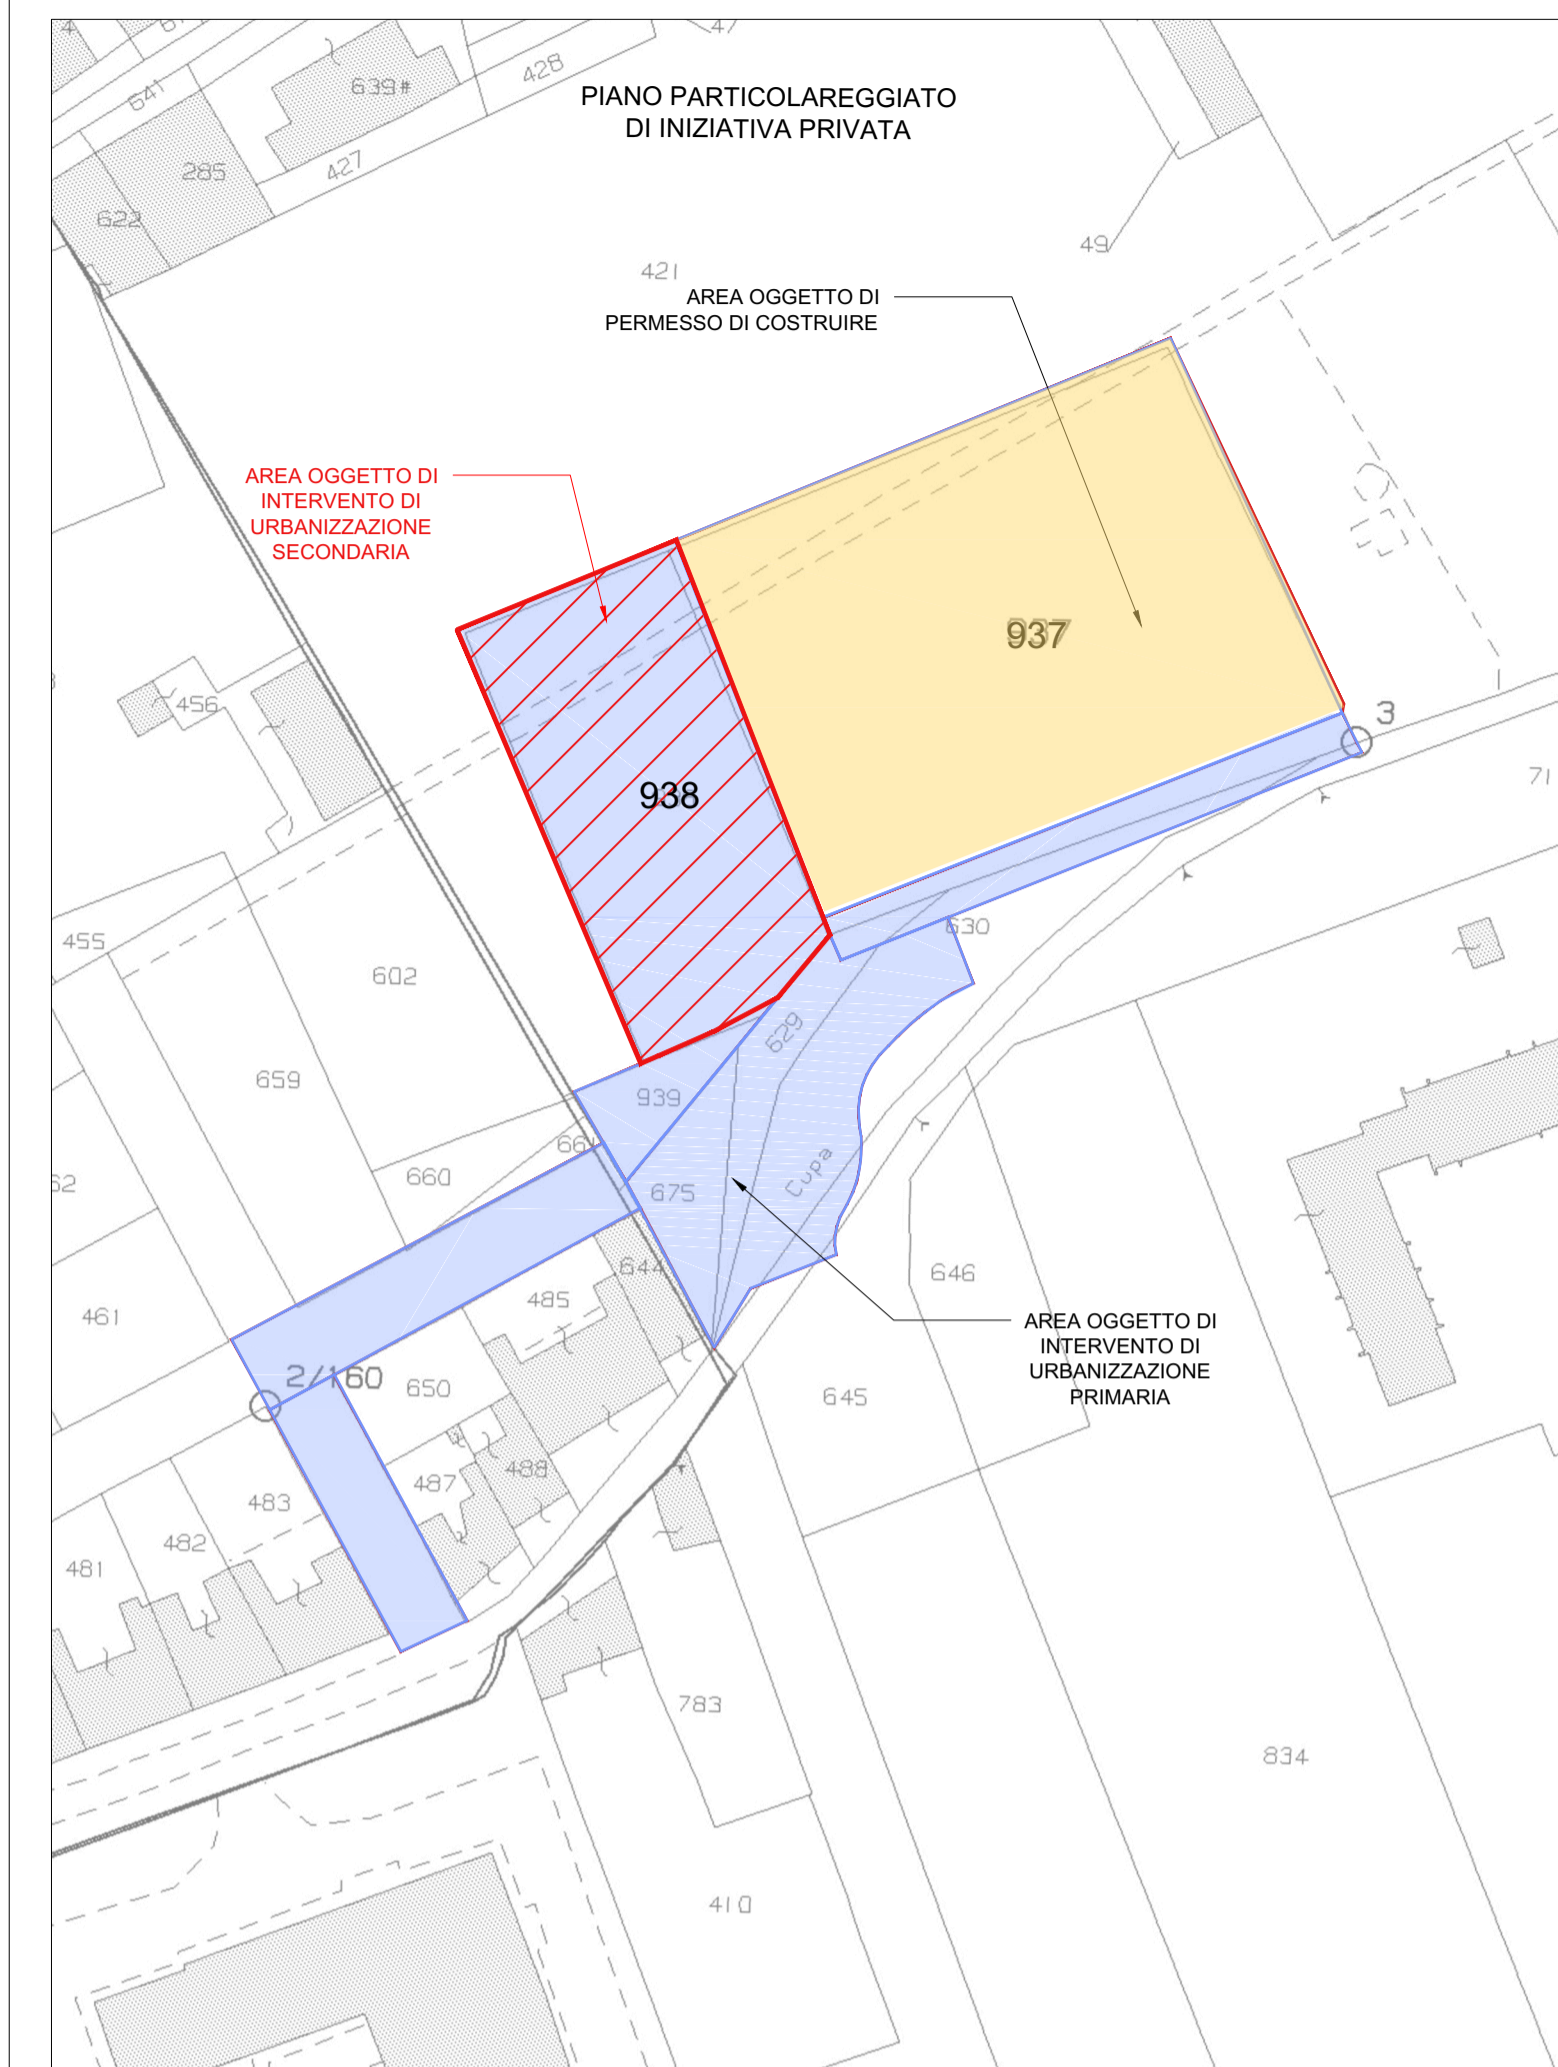 641
639#
428
PIANO PARTICOLAREGGIATO
DI INIZIATIVA PRIVATA
285
427
622
49
421
AREA OGGETTO DI
PERMESSO DI COSTRUIRE
AREA OGGETTO DI
INTERVENTO DI
URBANIZZAZIONE
SECONDARIA
937
456
3
938
71
455
630
602
629
659
939
661
660
675
Cupa
644
646
485
461
AREA OGGETTO DI
INTERVENTO DI
URBANIZZAZIONE
PRIMARIA
2/160
650
645
488
487
483
482
481
783
834
410